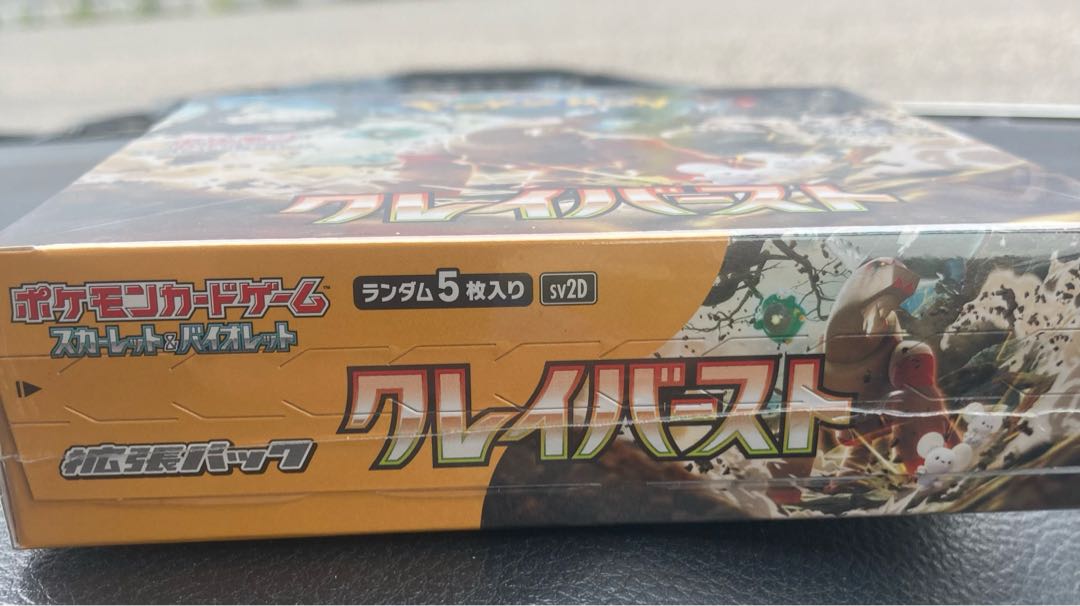 クレイバースト
ポケモンカードゲーム™
スカーレット&バイオレット
ランダム5枚入り
SV2D
クレイバースト
拡張パック